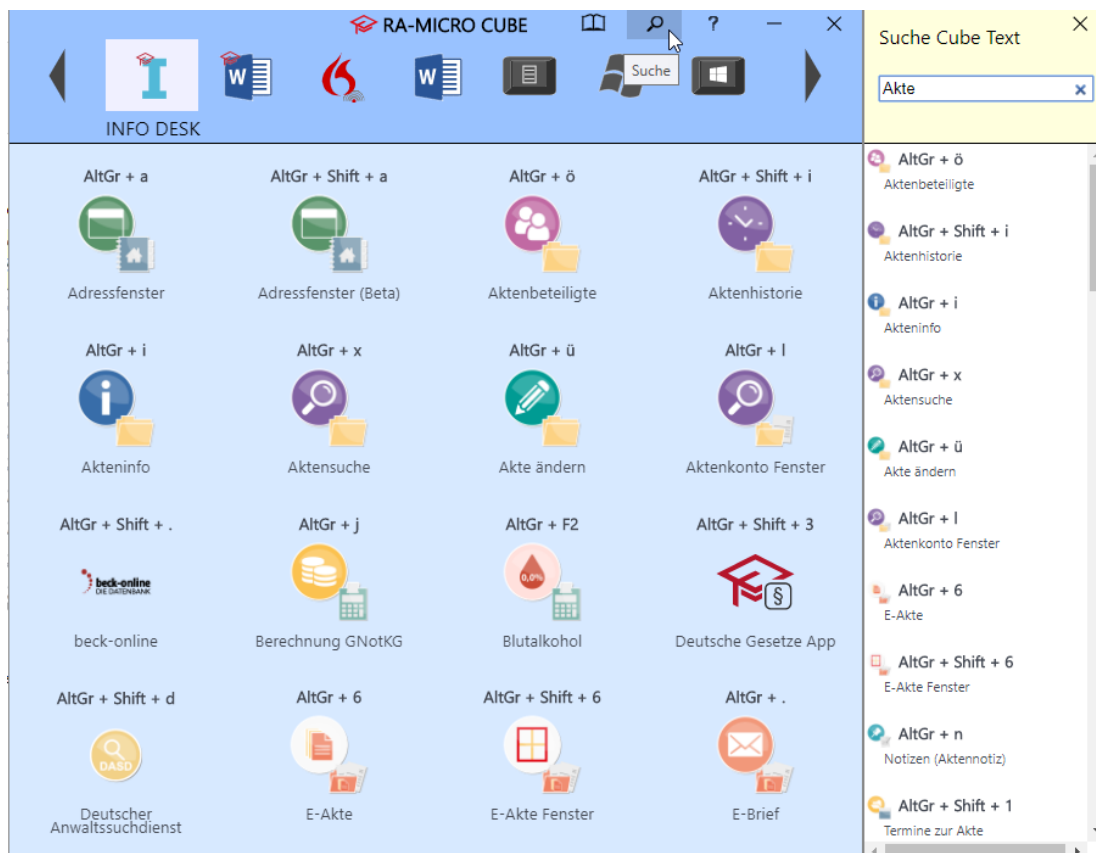 RA-MICRO CUBE
?
Suche
INFO DESK
AltGr + a
AltGr + Shift + a
AltGr + ö
AltGr + Shift + i
Adressfenster
Adressfenster (Beta)
Aktenbeteiligte
Aktenhistorie
AltGr + i
AltGr + x
AltGr + ü
AltGr + l
Akteninfo
Aktensuche
Akte ändern
Aktenkonto Fenster
AltGr + Shift + .
AltGr + j
AltGr + F2
AltGr + Shift + 3
beck-online
DIE DATENBANK
0,0%
§
beck-online
Berechnung GNotKG
Blutalkohol
Deutsche Gesetze App
AltGr + Shift + d
AltGr + 6
AltGr + Shift + 6
AltGr + .
DASD
Deutscher
Anwaltssuchdienst
E-Akte
E-Akte Fenster
E-Brief
Suche Cube Text
Akte
AltGr + ö
Aktenbeteiligte
AltGr + Shift + i
Aktenhistorie
AltGr + i
Akteninfo
AltGr + x
Aktensuche
AltGr + ü
Akte ändern
AltGr + l
Aktenkonto Fenster
AltGr + 6
E-Akte
AltGr + Shift + 6
E-Akte Fenster
AltGr + n
Notizen (Aktennotiz)
AltGr + Shift + 1
Termine zur Akte